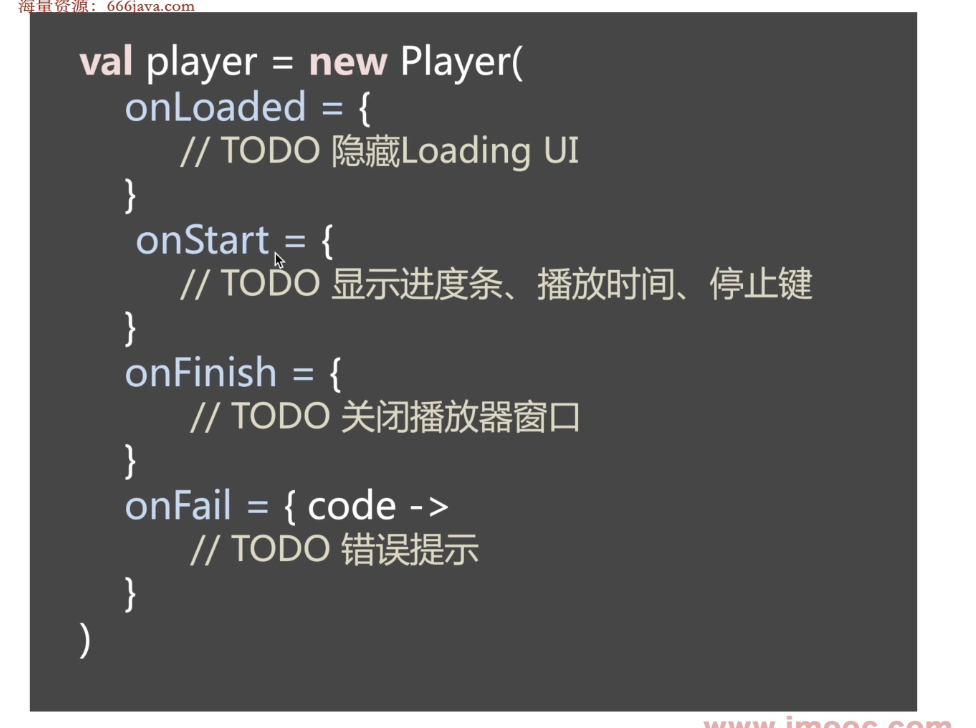 海量资源：666java.com
val player = new Player(
onLoaded = {
// TODO 隐藏Loading UI
}
onStart = {
// TODO 显示进度条、播放时间、停止键
}
onFinish = {
// TODO 关闭播放器窗口
}
onFail = { code ->
// TODO 错误提示
}
)
www.imooc.com